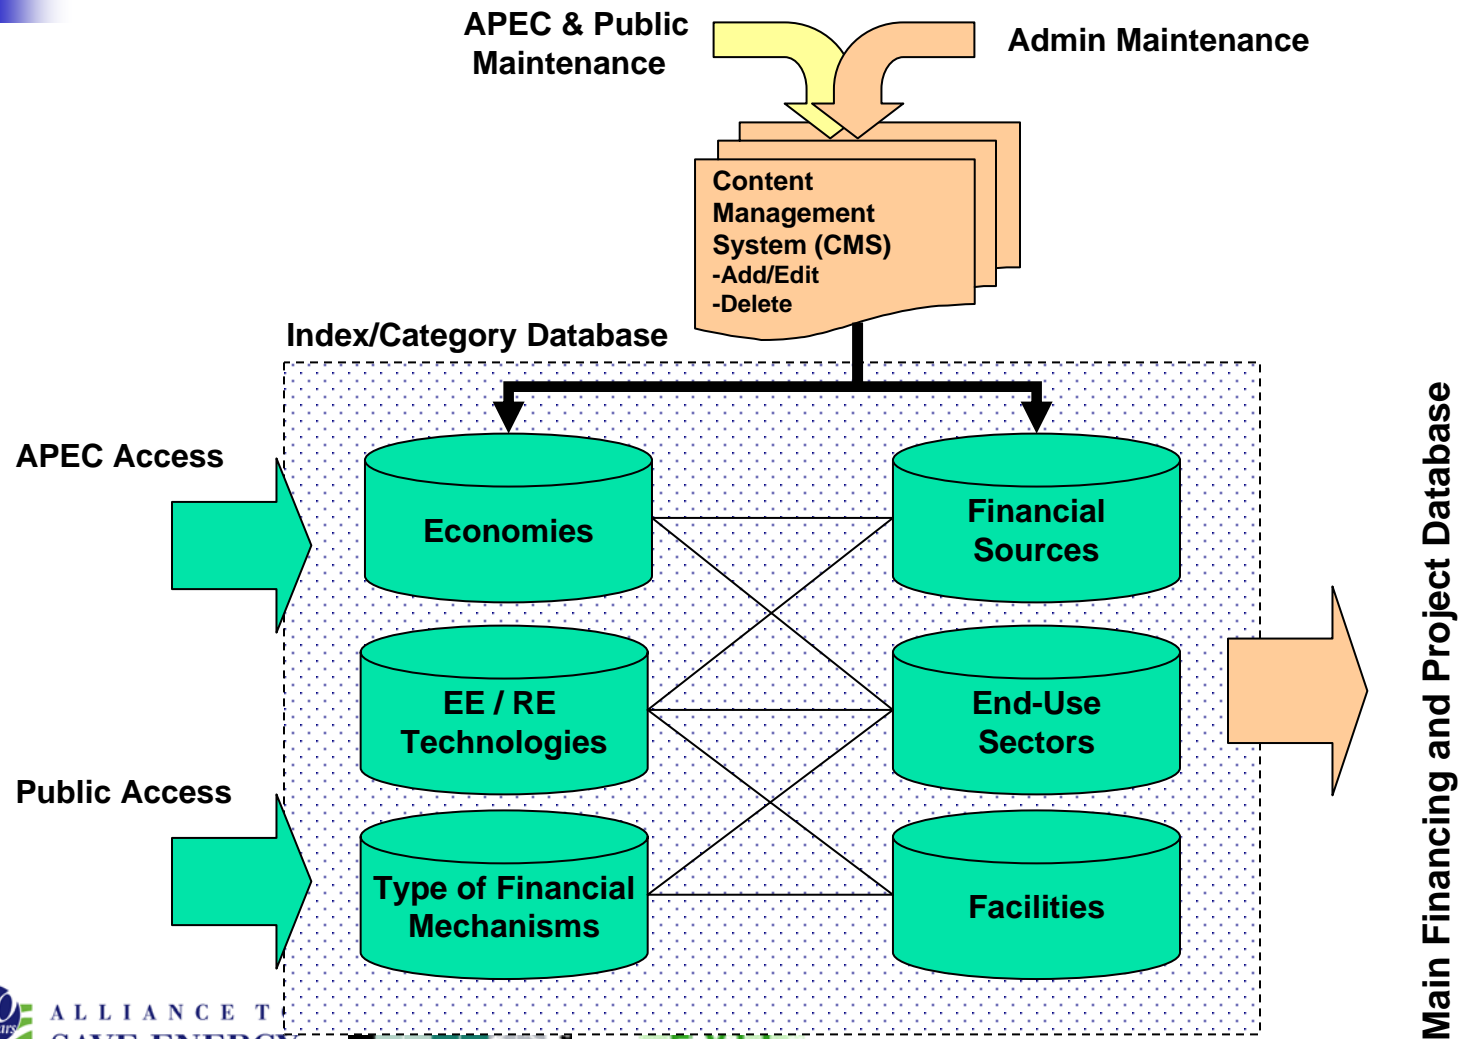 APEC & Public
Maintenance
Admin Maintenance
Content
Management
System (CMS)
-Add/Edit
-Delete
Index/Category Database
APEC Access
Economies
Financial
Sources
EE / RE
Technologies
End-Use
Sectors
Public Access
Type of Financial
Mechanisms
Facilities
Main Financing and Project Database
ALLIANCE T
SAVE ENERGY